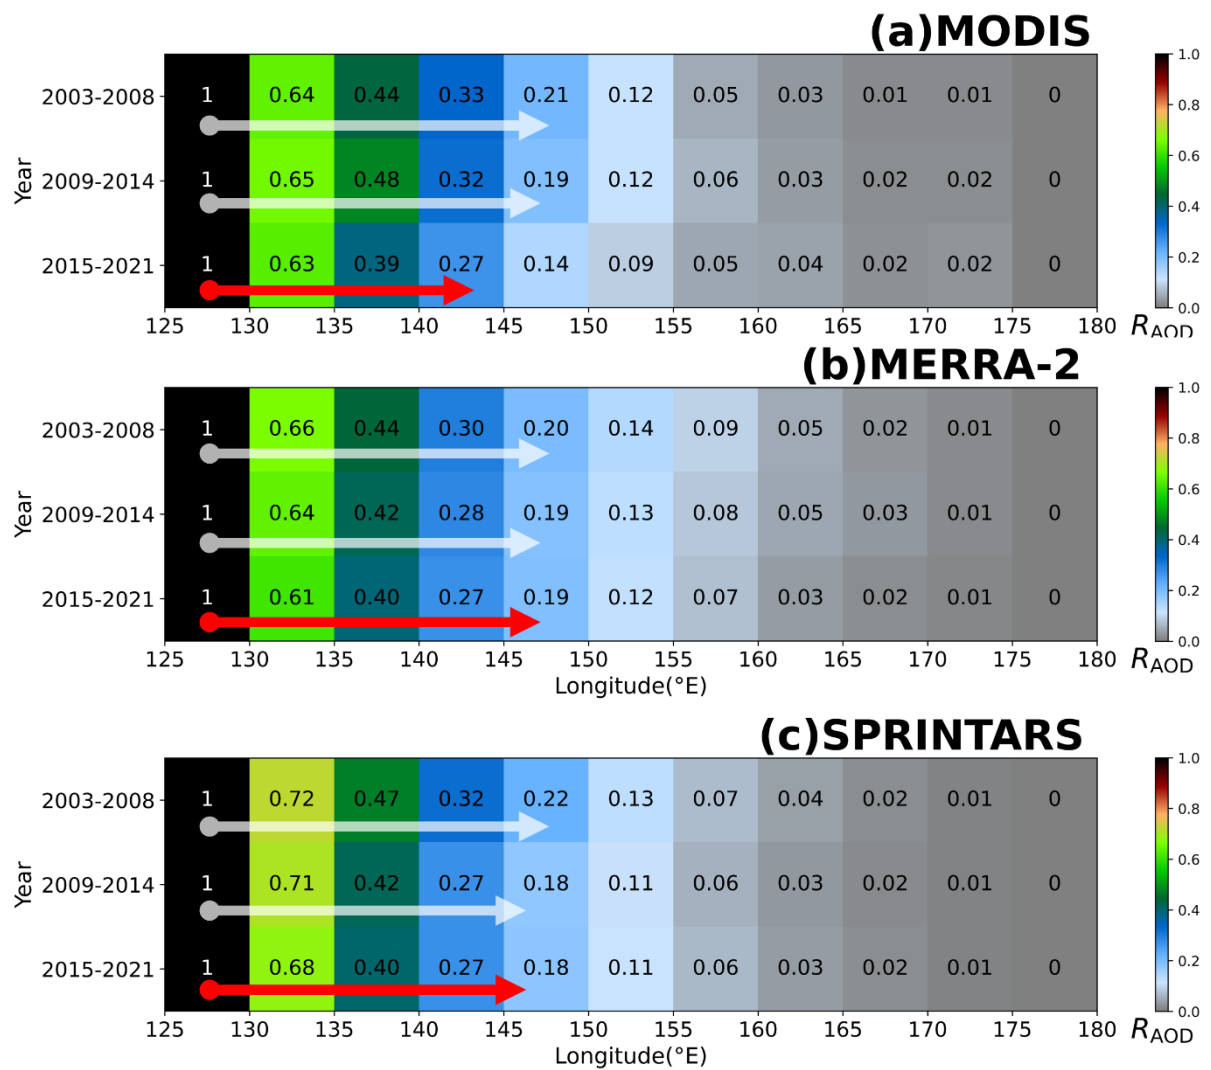 (a)MODIS
2003-2008 1 0.64 0.44 0.33 0.21 0.12 0.05 0.03 0.01 0.01 0
2009-2014 1 0.65 0.48 0.32 0.19 0.12 0.06 0.03 0.02 0.02 0
2015-2021 1 0.63 0.39 0.27 0.14 0.09 0.05 0.04 0.02 0.02 0
Year
125 130 135 140 145 150 155 160 165 170 175 180
1.0
0.8
0.6
0.4
0.2
0.0
RAOD
(b)MERRA-2
2003-2008 1 0.66 0.44 0.30 0.20 0.14 0.09 0.05 0.02 0.01 0
2009-2014 1 0.64 0.42 0.28 0.19 0.13 0.08 0.05 0.03 0.01 0
2015-2021 1 0.61 0.40 0.27 0.19 0.12 0.07 0.03 0.02 0.01 0
Year
125 130 135 140 145 150 155 160 165 170 175 180
Longitude(°E)
1.0
0.8
0.6
0.4
0.2
0.0
RAOD
(c)SPRINTARS
2003-2008 1 0.72 0.47 0.32 0.22 0.13 0.07 0.04 0.02 0.01 0
2009-2014 1 0.71 0.42 0.27 0.18 0.11 0.06 0.03 0.02 0.01 0
2015-2021 1 0.68 0.40 0.27 0.18 0.11 0.06 0.03 0.02 0.01 0
Year
125 130 135 140 145 150 155 160 165 170 175 180
Longitude(°E)
1.0
0.8
0.6
0.4
0.2
0.0
RAOD